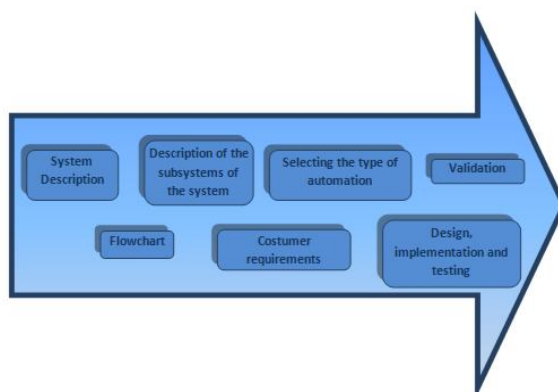 System
Description
Description of the
subsystems of
the system
Selecting the type of
automation
Validation
Flowchart
Costumer
requirements
Design,
implementation and
testing